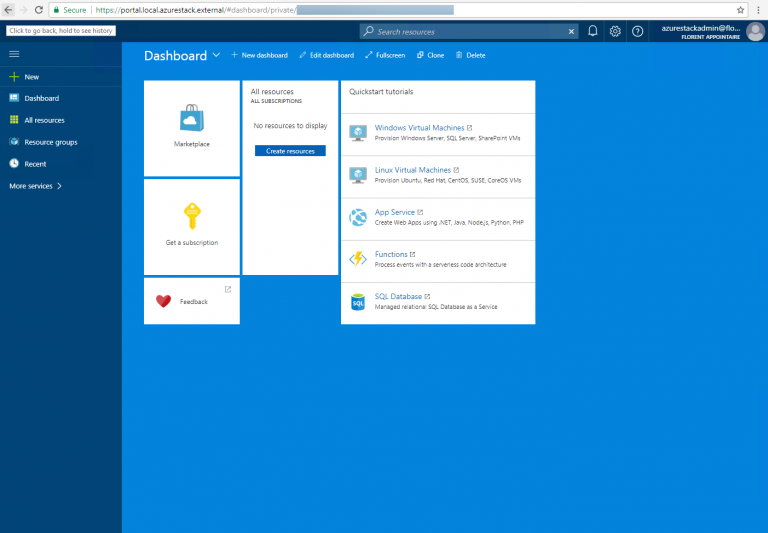 Secure https://portal.local.azurestack.external/#dashboard/private/
Click to go back, hold to see history
Search resources
azurestackadmin@flo...
FLORENT APPOINTAIRE
New
Dashboard
All resources
Resource groups
Recent
More services
Dashboard
New dashboard
Edit dashboard
Fullscreen
Clone
Delete
Marketplace
Get a subscription
Feedback
All resources
ALL SUBSCRIPTIONS
No resources to display
Create resources
Quickstart tutorials
Windows Virtual Machines
Provision Windows Server, SQL Server, SharePoint VMs
Linux Virtual Machines
Provision Ubuntu, Red Hat, CentOS, SUSE, CoreOS VMs
App Service
Create Web Apps using .NET, Java, Node.js, Python, PHP
Functions
Process events with a serverless code architecture
SQL
SQL Database
Managed relational SQL Database as a Service